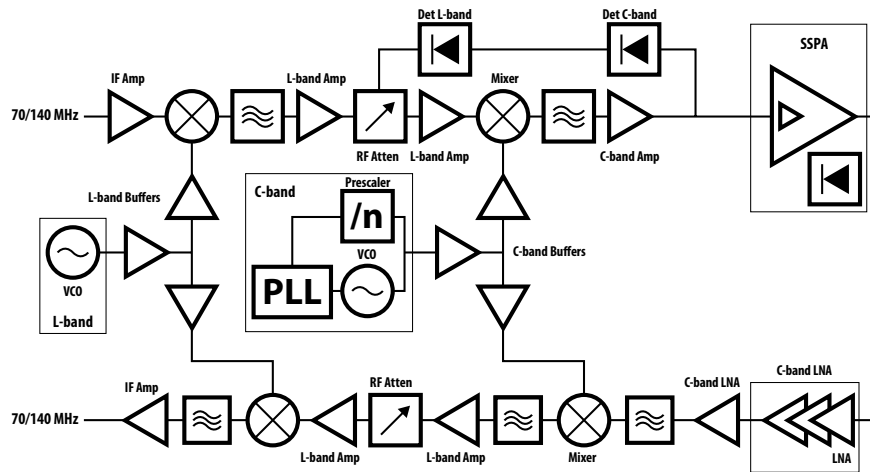 Det L-band
Det C-band
SSPA
IF Amp
L-band Amp
Mixer
70/140 MHz
RF Atten
L-band Amp
C-band Amp
L-band Buffers
C-band
Prescaler
/n
VCO
PLL
C-band Buffers
VCO
L-band
IF Amp
RF Atten
C-band LNA
C-band LNA
70/140 MHz
L-band Amp
L-band Amp
Mixer
LNA